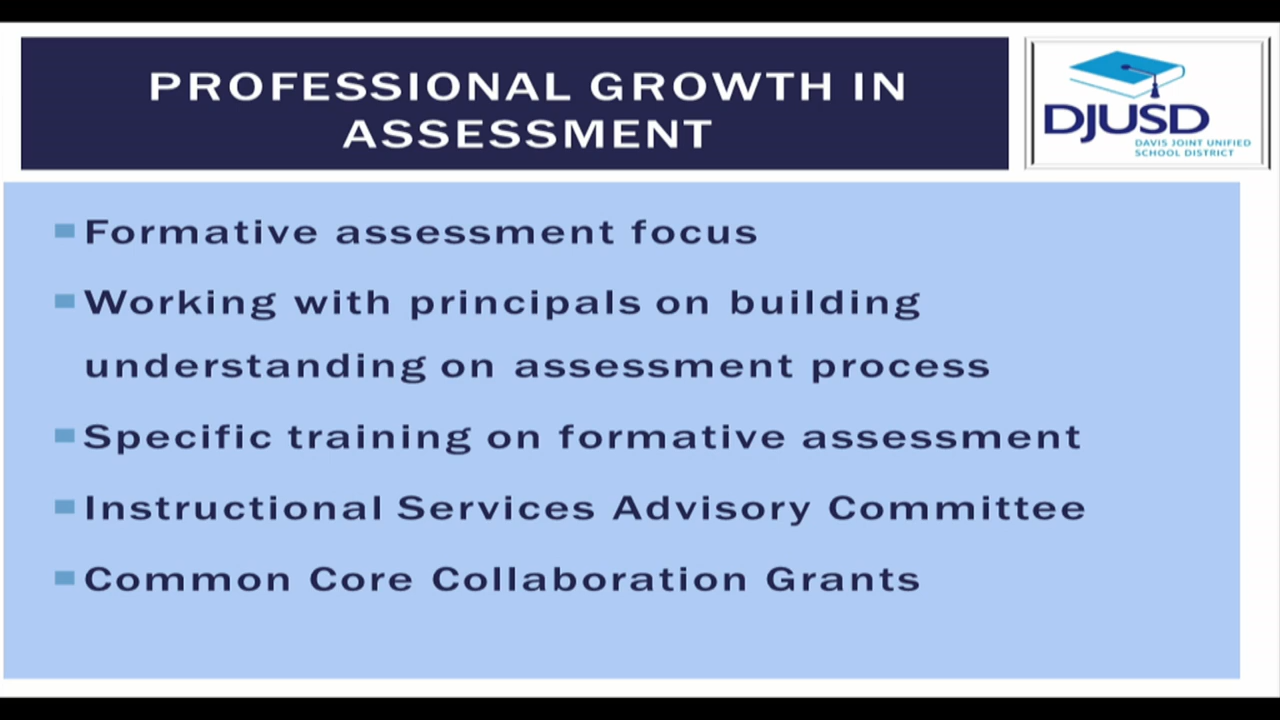 PROFESSIONAL GROWTH IN
ASSESSMENT
DJUSD
DAVIS JOINT UNIFIED
SCHOOL DISTRICT
Formative assessment focus
Working with principals on building
understanding on assessment process
Specific training on formative assessment
Instructional Services Advisory Committee
Common Core Collaboration Grants